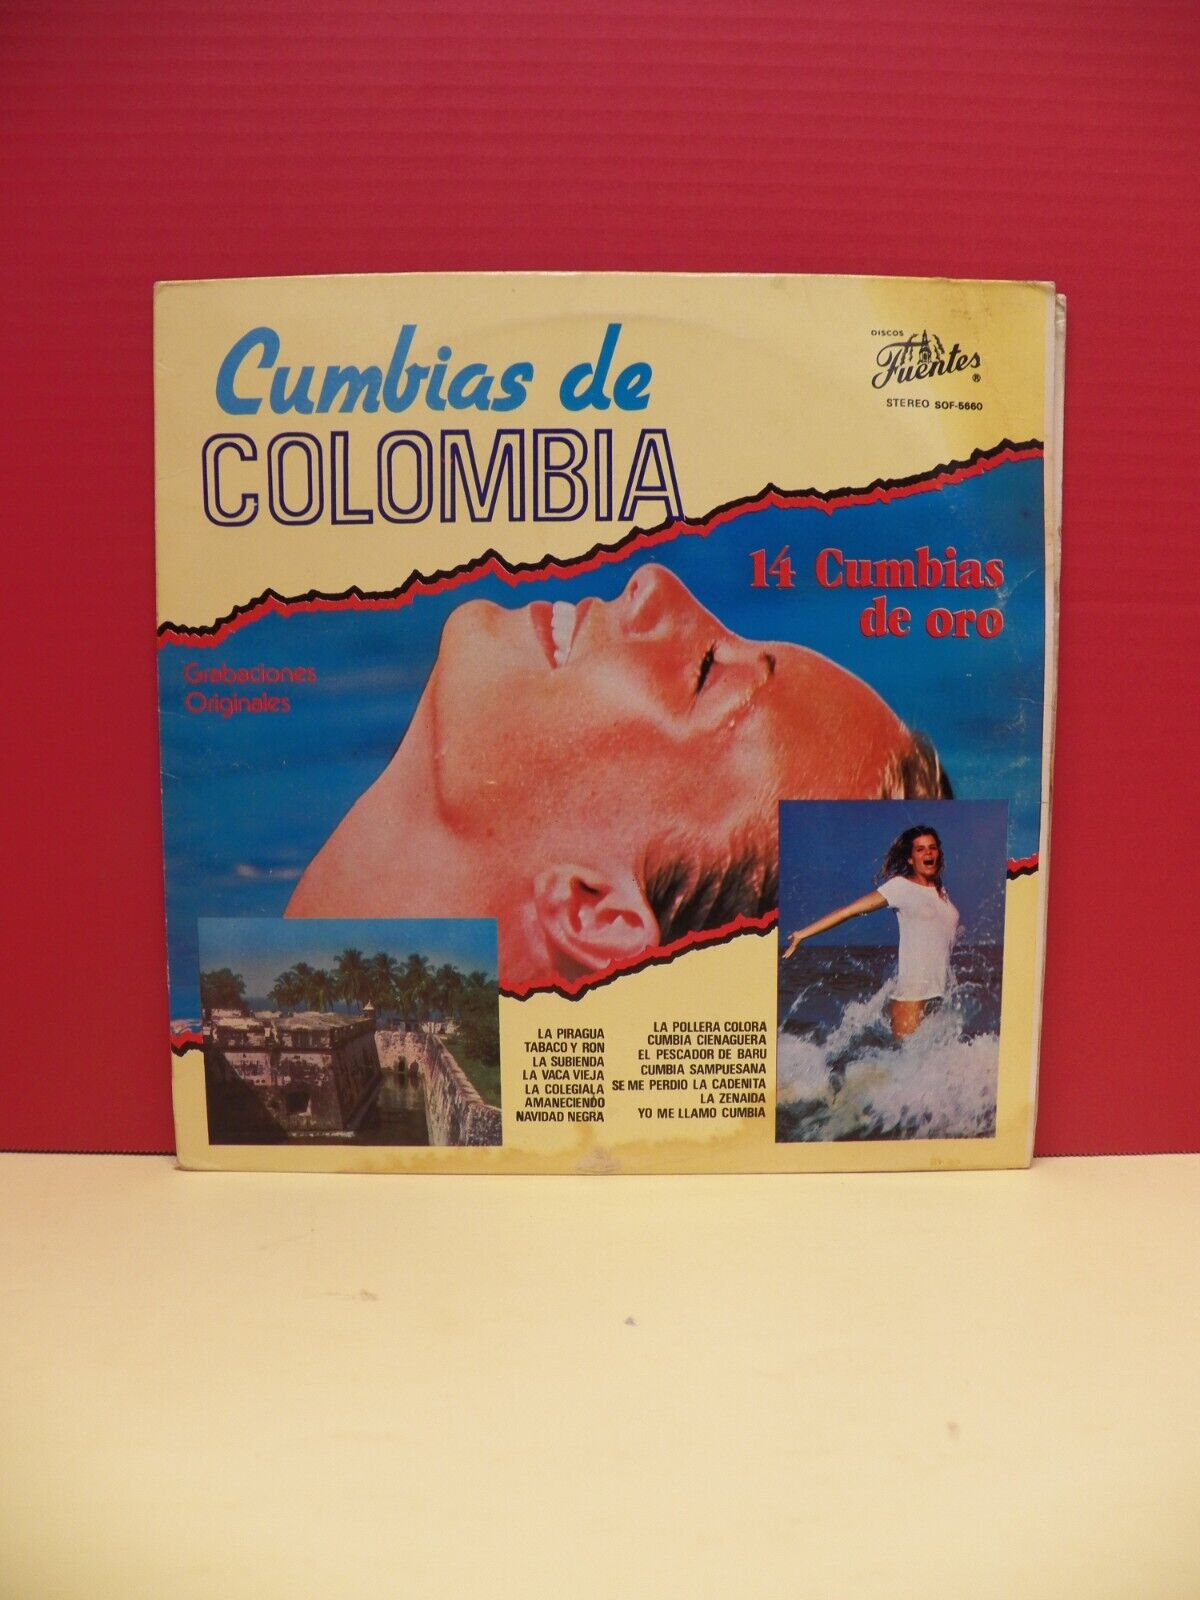 Cumbias de
COLOMBIA
DISCOS
Fuentes ®
STEREO SOF-5660
14 Cumbias
de oro
Grabaciones
Originales
LA PIRAGUA
TABACO Y RON
LA SUBIENDA
LA VACA VIEJA
LA COLEGIALA
AMANECIENDO
NAVIDAD NEGRA
LA POLLERA COLORA
CUMBIA CIENAGUERA
EL PESCADOR DE BARU
CUMBIA SAMPUESANA
SE ME PERDIO LA CADENITA
LA ZENAIDA
YO ME LLAMO CUMBIA